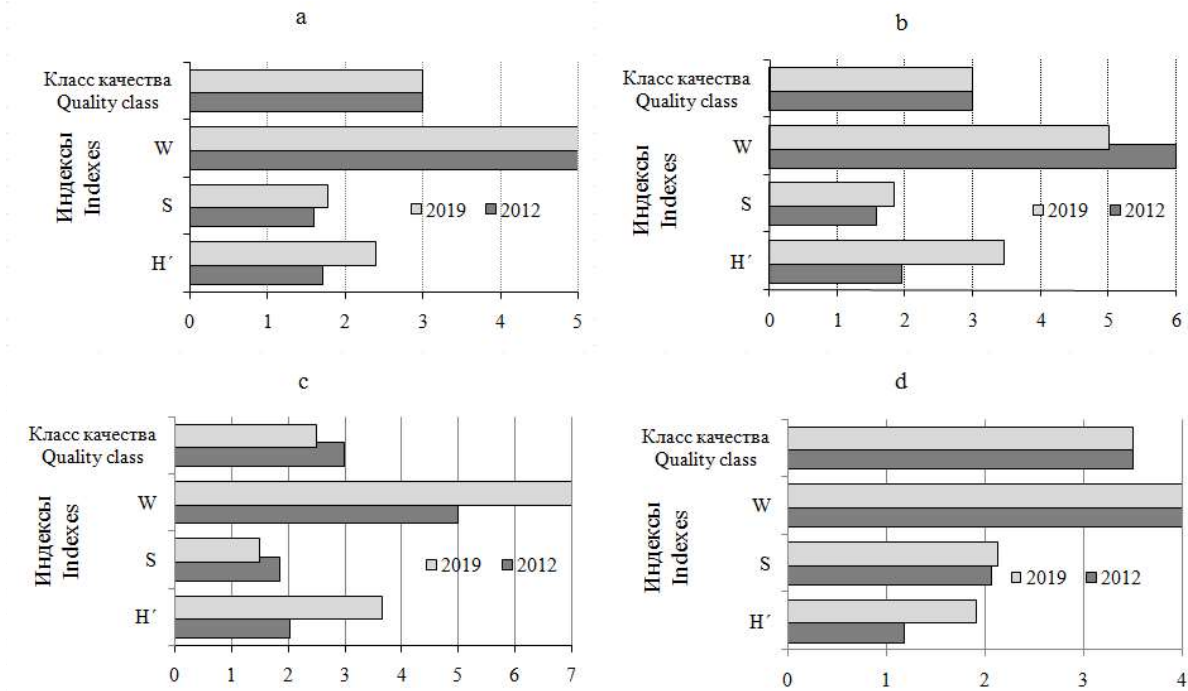 a
Класс качества
Quality class
W
S
H´
Индексы
Indexes
2019 2012
0 1 2 3 4 5
b
Класс качества
Quality class
W
S
H´
Индексы
Indexes
2019 2012
0 1 2 3 4 5 6
c
Класс качества
Quality class
W
S
H´
Индексы
Indexes
2019 2012
0 1 2 3 4 5 6 7
d
Класс качества
Quality class
W
S
H´
Индексы
Indexes
2019 2012
0 1 2 3 4